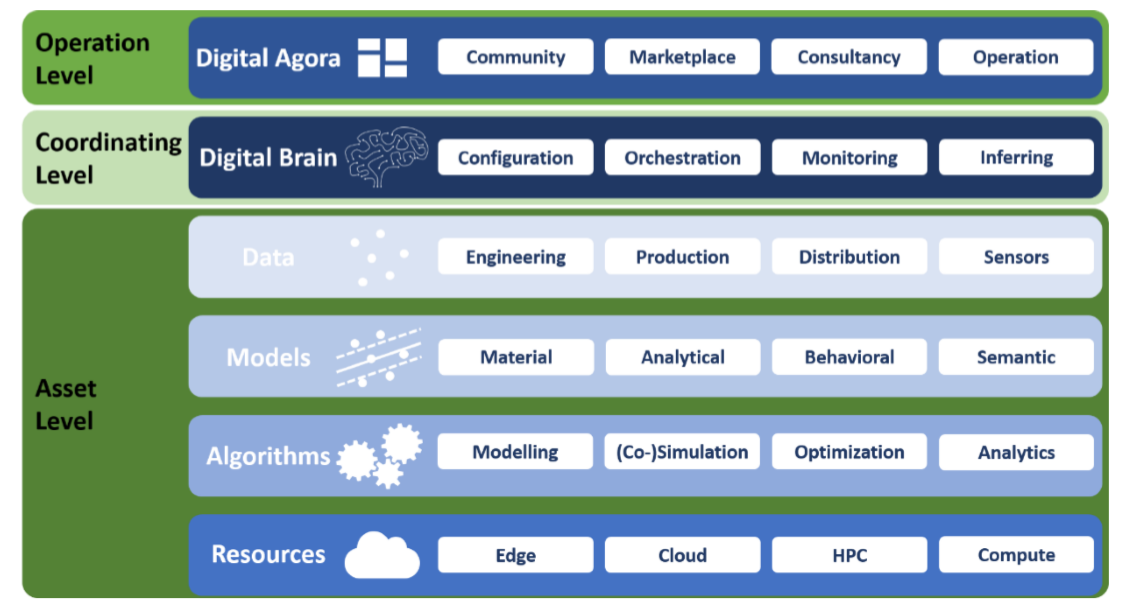 Operation
Level
Digital Agora
Community
Marketplace
Consultancy
Operation
Coordinating
Level
Digital Brain
Configuration
Orchestration
Monitoring
Inferring
Asset
Level
Data
Engineering
Production
Distribution
Sensors
Models
Material
Analytical
Behavioral
Semantic
Algorithms
Modelling
(Co-)Simulation
Optimization
Analytics
Resources
Edge
Cloud
HPC
Compute